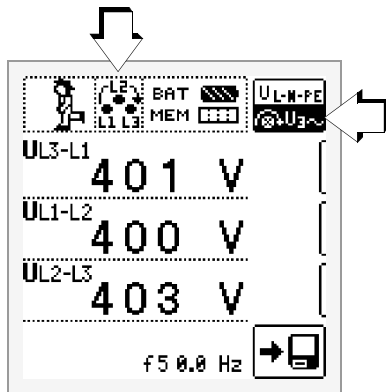 L2
L1 L3
BAT
MEM
UL-N-PE
U3~
UL3-L1
401 V
UL1-L2
400 V
UL2-L3
403 V
f50.0 Hz